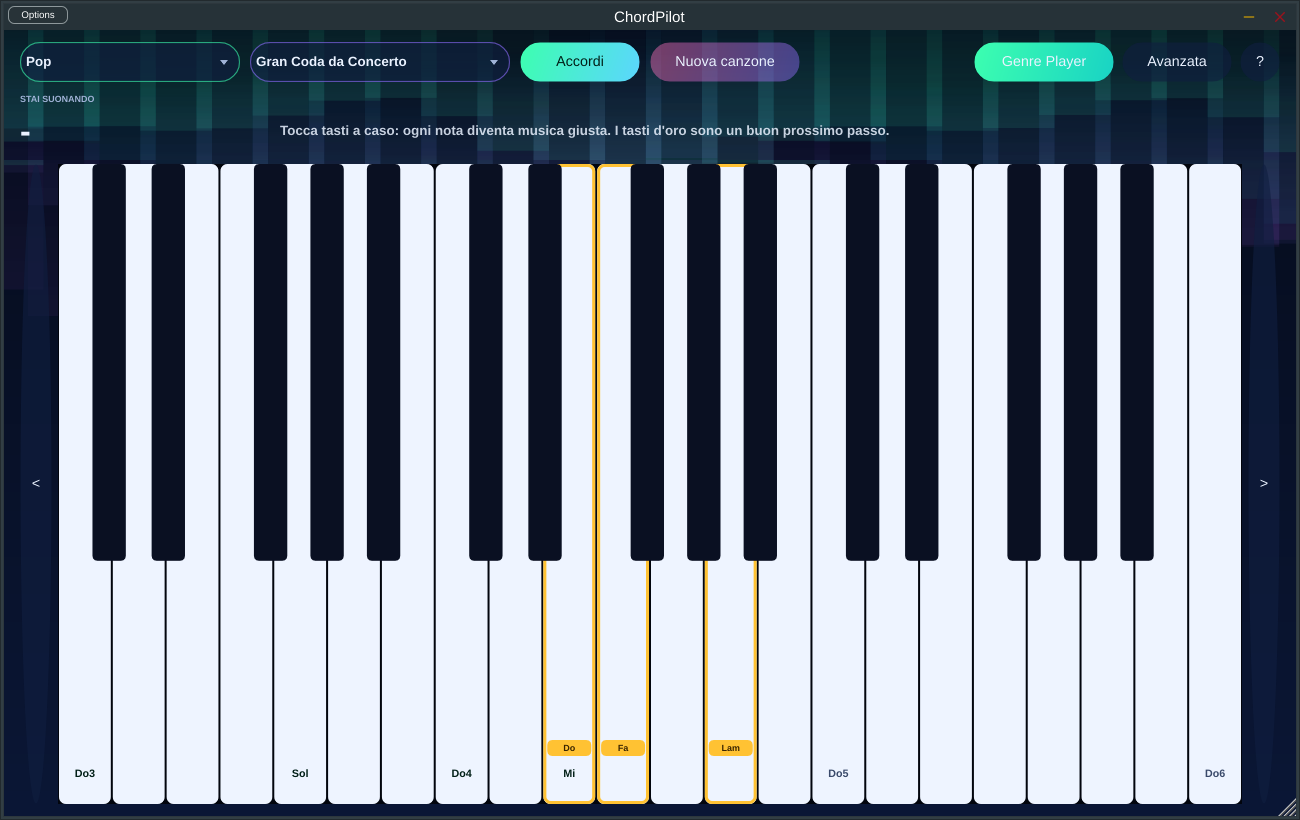 Options
ChordPilot
Pop
Gran Coda da Concerto
Accordi
Nuova canzone
Genre Player
Avanzata
?
STAI SUONANDO
-
Tocca tasti a caso: ogni nota diventa musica giusta. I tasti d'oro sono un buon prossimo passo.
<
>
Do
Fa
Lam
Do3
Sol
Do4
Mi
Do5
Do6